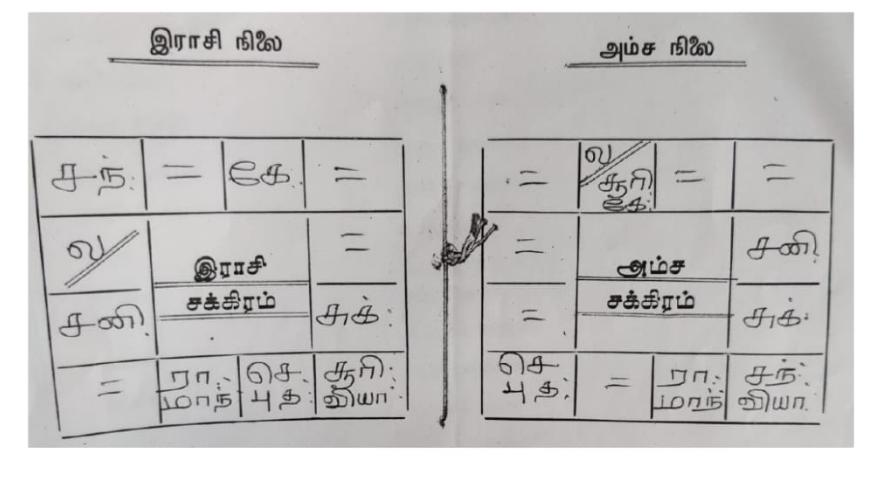 இராசி நிலை
சந்: = கே. =
ல/ =
இராசி
சக்கிரம்
சனி. சுக்:
= ரா: மாந் செ. புத: சூரி: வியா:
அம்ச நிலை
= ல/ சூரி கே: = =
= சனி.
அம்ச
சக்கிரம்
= சுக்:
செ புத: = ரா: மாந் சந்: வியா.